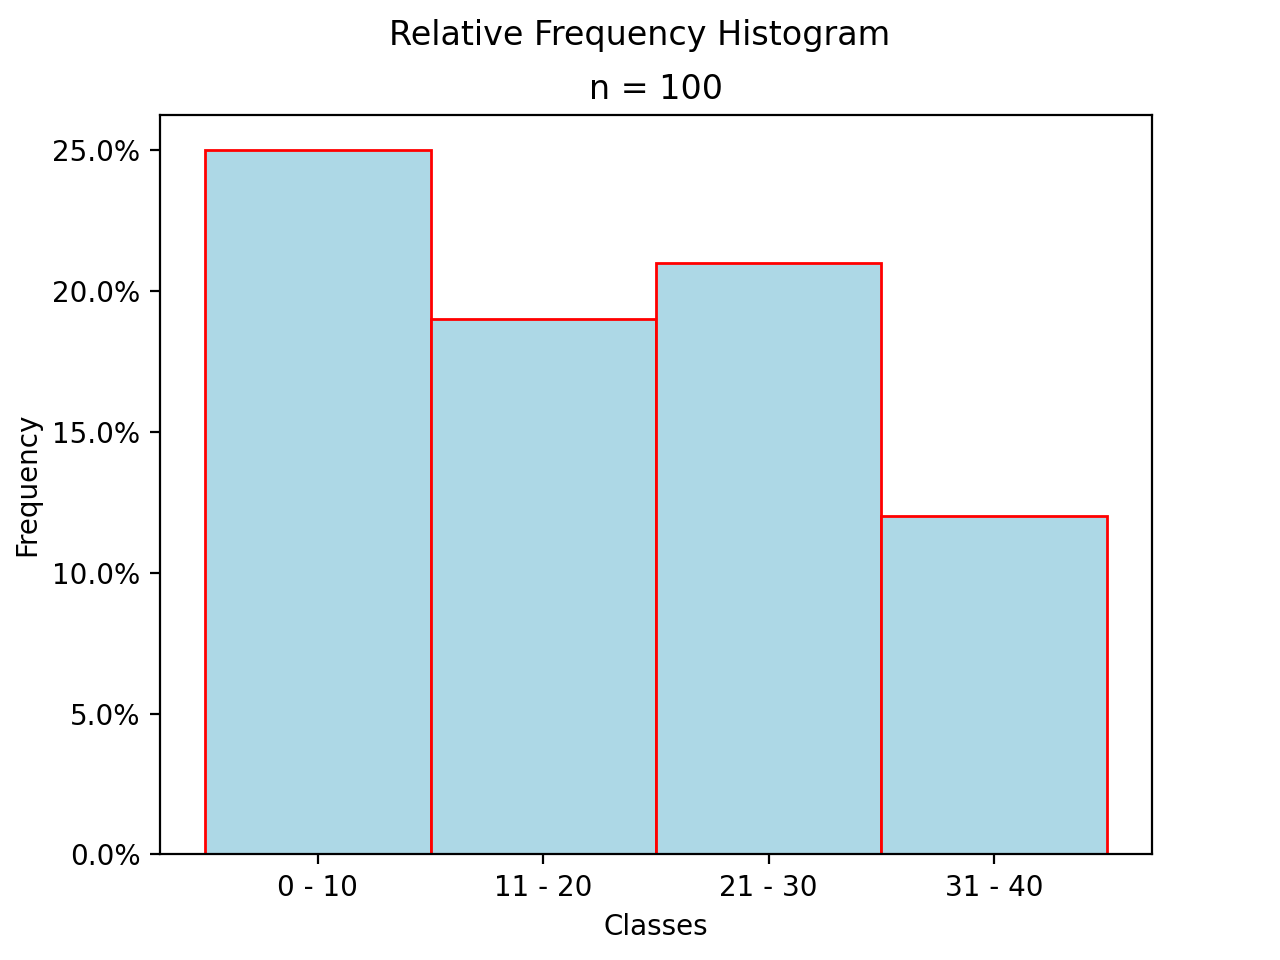 Relative Frequency Histogram
n = 100
25.0%
20.0%
15.0%
10.0%
5.0%
0.0%
Frequency
0 - 10
11 - 20
21 - 30
31 - 40
Classes